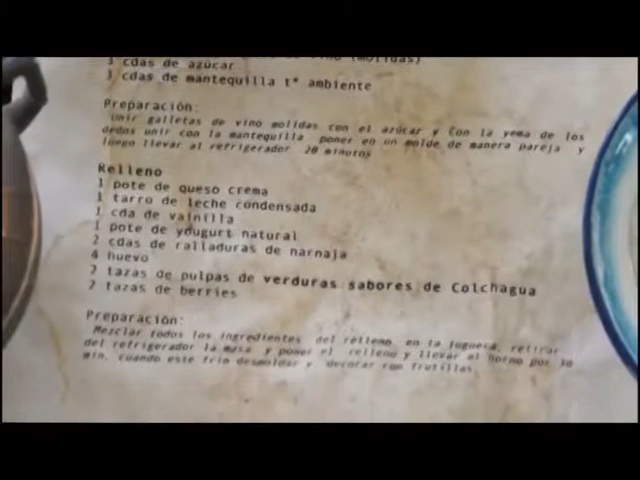 de vino (molidas)
3 cdas de azúcar
3 cdas de mantequilla t° ambiente
Preparación:
Unir galletas de vino molidas con el azúcar y Con la yema de los
dedos unir con la mantequilla poner en un molde de manera pareja y
luego llevar al refrigerador 20 minutos
Relleno
1 pote de queso crema
1 tarro de leche condensada
1 cda de vainilla
1 pote de yougurt natural
2 cdas de ralladuras de narnaja
4 huevo
2 tazas de pulpas de verduras sabores de Colchagua
2 tazas de berries
Preparación:
Mezclar todos los ingredientes del relleno, en la juguera, retirar
del refrigerador la masa y poner el relleno y llevar al horno por 30
min, cuando este frio desmoldar y decorar con frutillas.